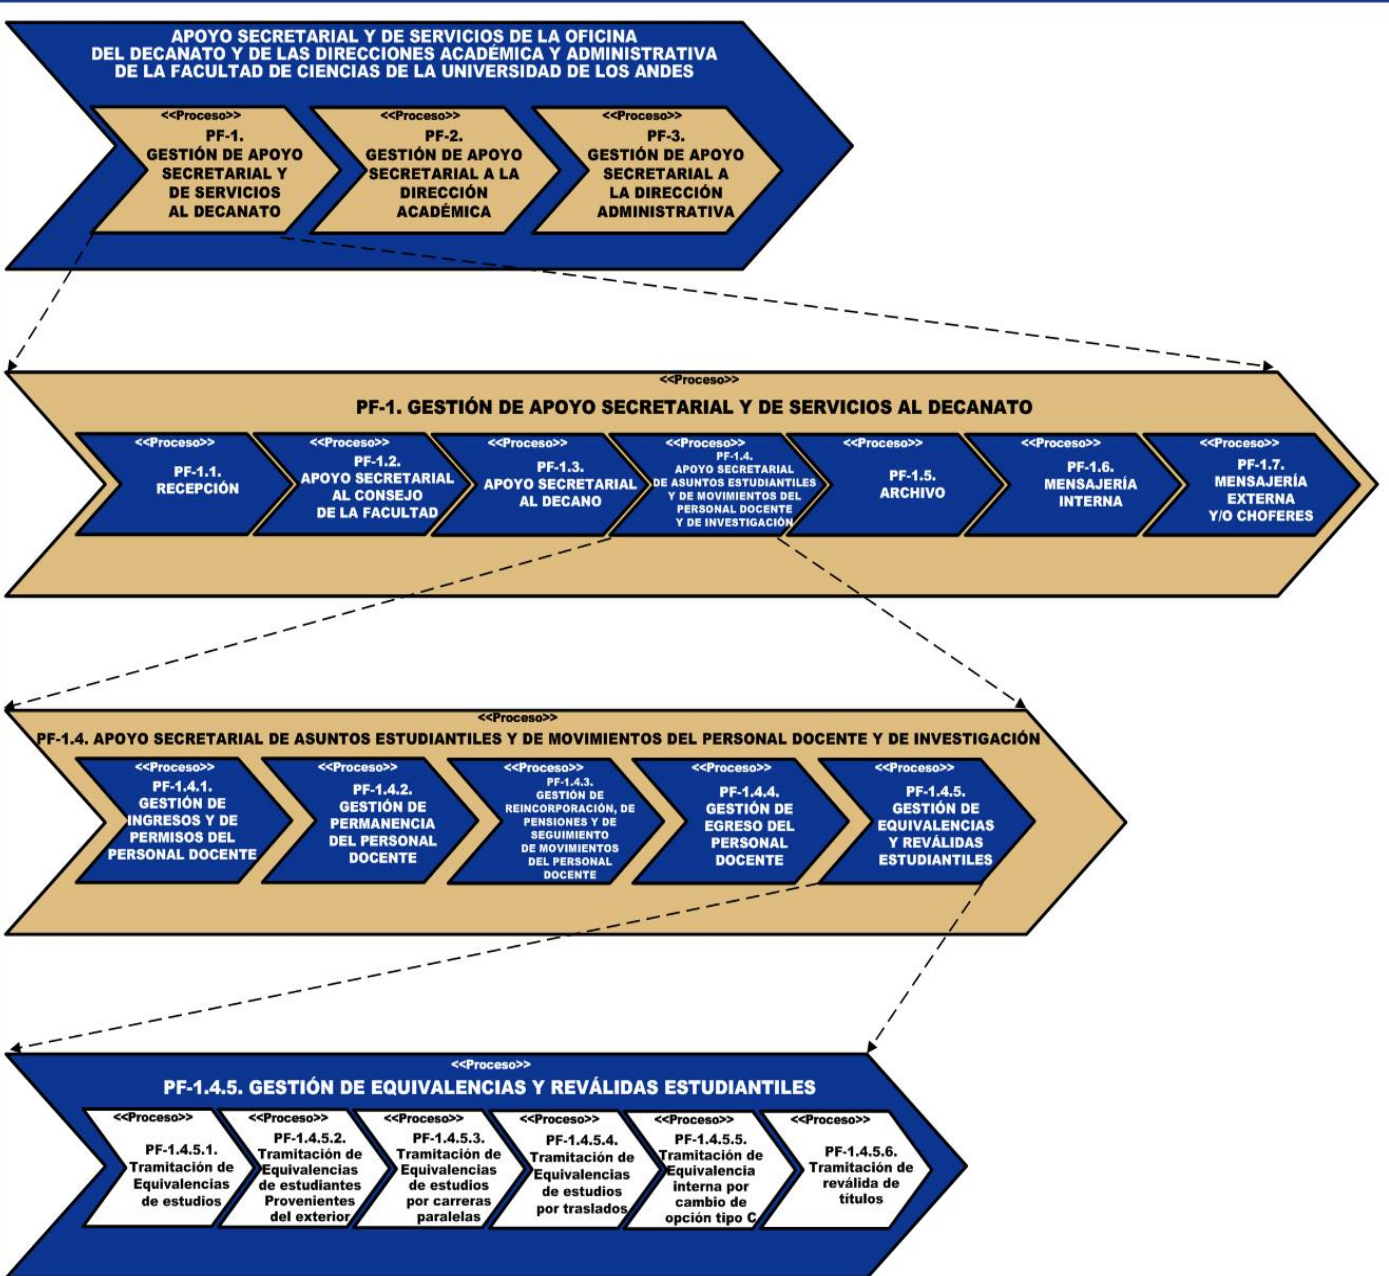 APOYO SECRETARIAL Y DE SERVICIOS DE LA OFICINA
DEL DECANATO Y DE LAS DIRECCIONES ACADÉMICA Y ADMINISTRATIVA
DE LA FACULTAD DE CIENCIAS DE LA UNIVERSIDAD DE LOS ANDES
<<Proceso>>
PF-1.
GESTIÓN DE APOYO
SECRETARIAL Y
DE SERVICIOS
AL DECANATO
<<Proceso>>
PF-2.
GESTIÓN DE APOYO
SECRETARIAL A LA
DIRECCIÓN
ACADÉMICA
<<Proceso>>
PF-3.
GESTIÓN DE APOYO
SECRETARIAL A
LA DIRECCIÓN
ADMINISTRATIVA
<<Proceso>>
PF-1. GESTIÓN DE APOYO SECRETARIAL Y DE SERVICIOS AL DECANATO
<<Proceso>>
PF-1.1.
RECEPCIÓN
<<Proceso>>
PF-1.2.
APOYO SECRETARIAL
AL CONSEJO
DE LA FACULTAD
<<Proceso>>
PF-1.3.
APOYO SECRETARIAL
AL DECANO
<<Proceso>>
PF-1.4.
APOYO SECRETARIAL
DE ASUNTOS ESTUDIANTILES
Y DE MOVIMIENTOS DEL
PERSONAL DOCENTE
Y DE INVESTIGACIÓN
<<Proceso>>
PF-1.5.
ARCHIVO
<<Proceso>>
PF-1.6.
MENSAJERÍA
INTERNA
<<Proceso>>
PF-1.7.
MENSAJERÍA
EXTERNA
Y/O CHOFERES
<<Proceso>>
PF-1.4. APOYO SECRETARIAL DE ASUNTOS ESTUDIANTILES Y DE MOVIMIENTOS DEL PERSONAL DOCENTE Y DE INVESTIGACIÓN
<<Proceso>>
PF-1.4.1.
GESTIÓN DE
INGRESOS Y DE
PERMISOS DEL
PERSONAL DOCENTE
<<Proceso>>
PF-1.4.2.
GESTIÓN DE
PERMANENCIA
DEL PERSONAL
DOCENTE
<<Proceso>>
PF-1.4.3.
GESTIÓN DE
REINCORPORACIÓN, DE
PENSIONES Y DE
SEGUIMIENTO
DE MOVIMIENTOS
DEL PERSONAL
DOCENTE
<<Proceso>>
PF-1.4.4.
GESTIÓN DE
EGRESO DEL
PERSONAL
DOCENTE
<<Proceso>>
PF-1.4.5.
GESTIÓN DE
EQUIVALENCIAS
Y REVÁLIDAS
ESTUDIANTILES
<<Proceso>>
PF-1.4.5. GESTIÓN DE EQUIVALENCIAS Y REVÁLIDAS ESTUDIANTILES
<<Proceso>>
PF-1.4.5.1.
Tramitación de
Equivalencias
de estudios
<<Proceso>>
PF-1.4.5.2.
Tramitación de
Equivalencias
de estudiantes
Provenientes
del exterior
<<Proceso>>
PF-1.4.5.3.
Tramitación de
Equivalencias
de estudios
por carreras
paralelas
<<Proceso>>
PF-1.4.5.4.
Tramitación de
Equivalencias
de estudios
por traslados
<<Proceso>>
PF-1.4.5.5.
Tramitación de
Equivalencia
interna por
cambio de
opción tipo C
<<Proceso>>
PF-1.4.5.6.
Tramitación de
reválida de
títulos